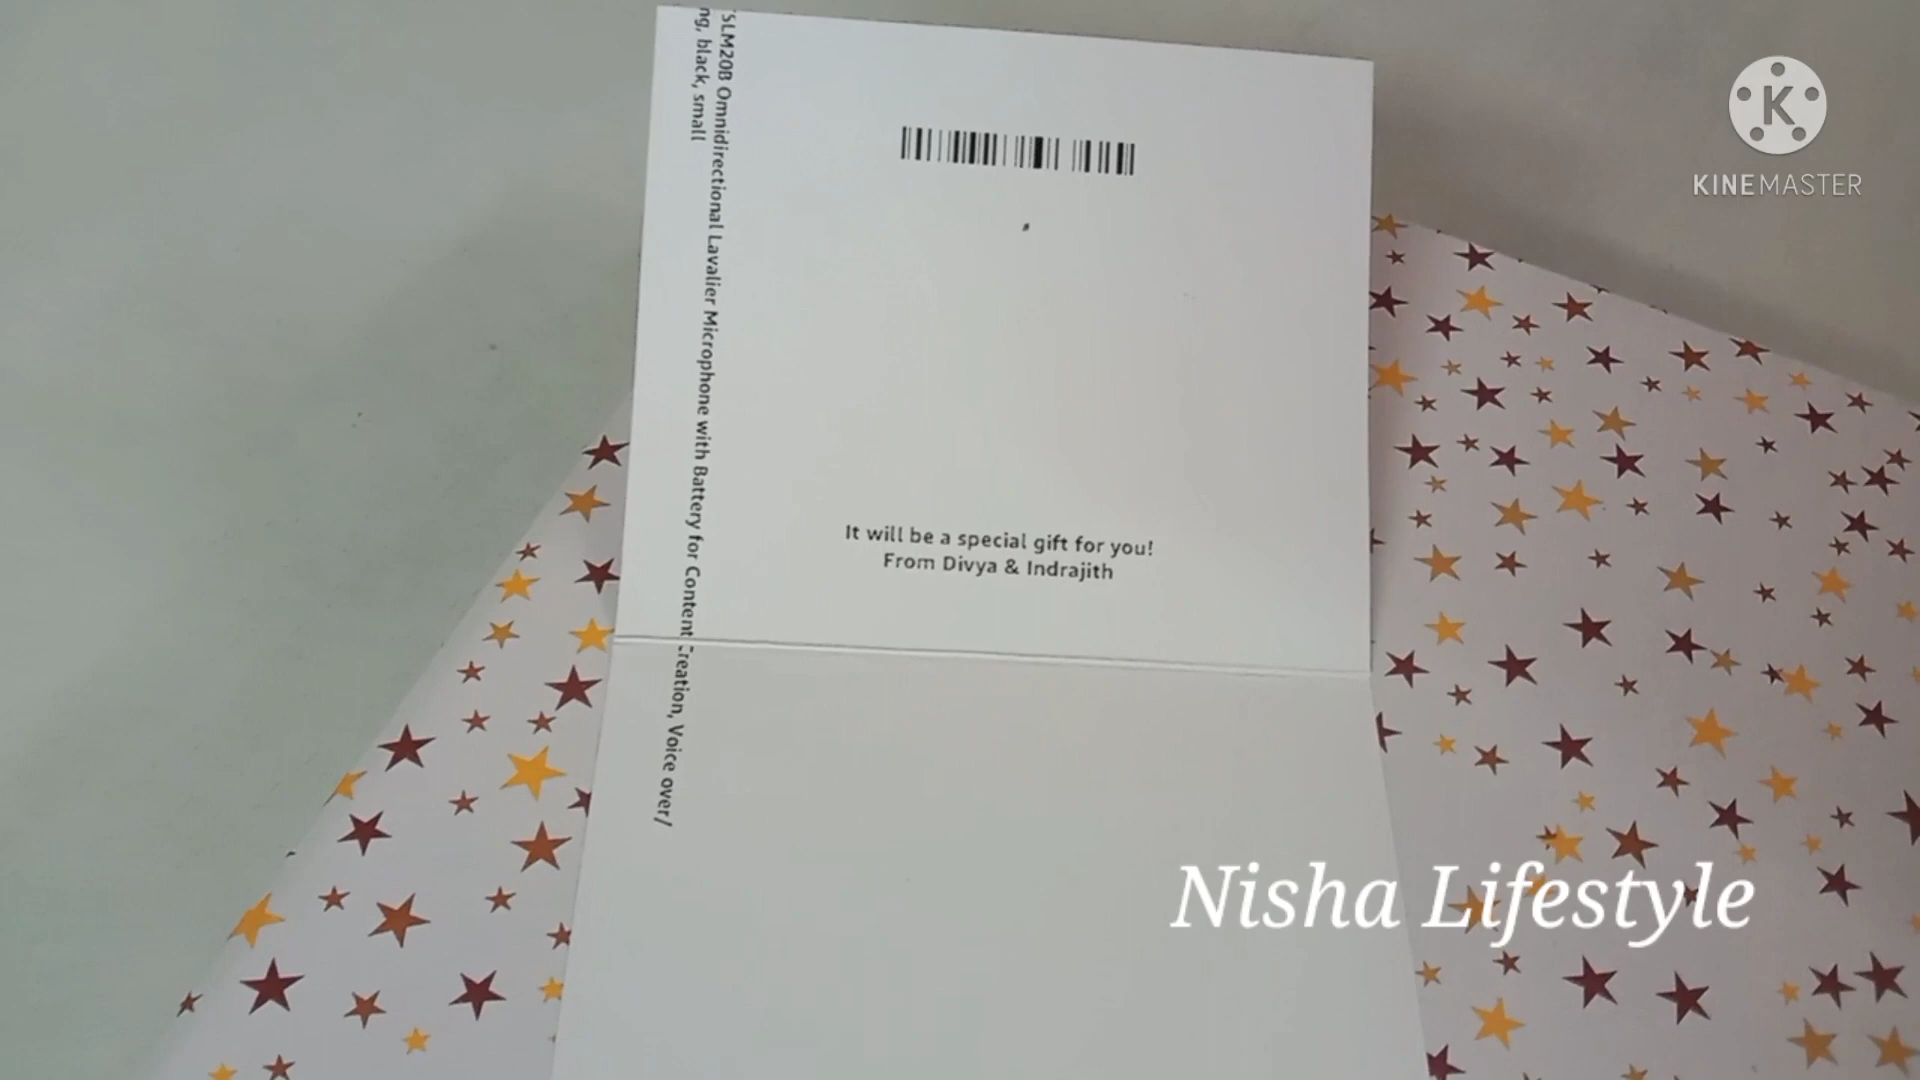 SLM20B Omnidirectional Lavalier Microphone with Battery for Content Creation, Voice over/
ng, black, small
It will be a special gift for you!
From Divya & Indrajith
K
KINEMASTER
Nisha Lifestyle